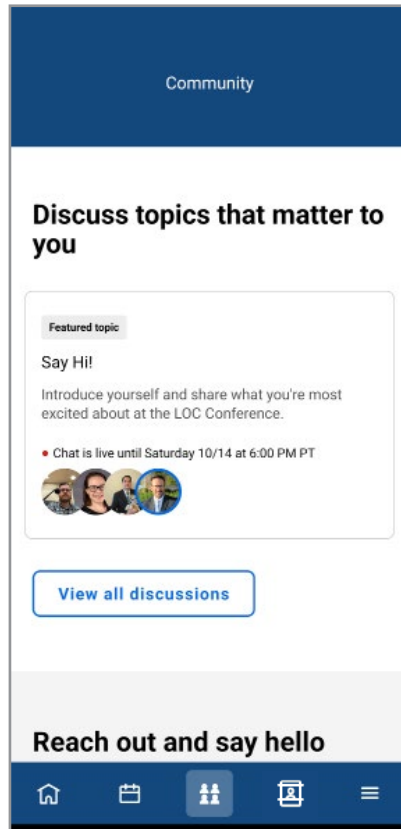 Community
Discuss topics that matter to
you
Featured topic
Say Hi!
Introduce yourself and share what you're most
excited about at the LOC Conference.
Chat is live until Saturday 10/14 at 6:00 PM PT
View all discussions
Reach out and say hello